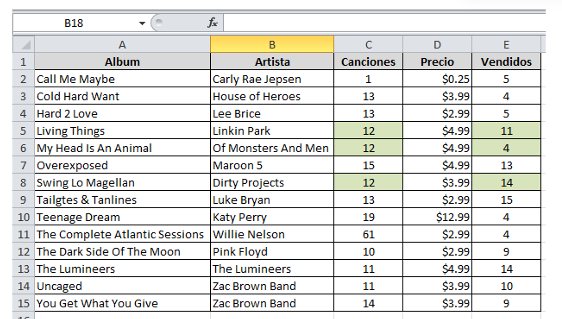 B18 fx
A B C D E
1 Album Artista Canciones Precio Vendidos
2 Call Me Maybe Carly Rae Jepsen 1 $0.25 5
3 Cold Hard Want House of Heroes 13 $3.99 4
4 Hard 2 Love Lee Brice 13 $2.99 5
5 Living Things Linkin Park 12 $4.99 11
6 My Head Is An Animal Of Monsters And Men 12 $4.99 4
7 Overexposed Maroon 5 15 $4.99 13
8 Swing Lo Magellan Dirty Projects 12 $3.99 14
9 Tailgtes & Tanlines Luke Bryan 13 $2.99 15
10 Teenage Dream Katy Perry 19 $12.99 4
11 The Complete Atlantic Sessions Willie Nelson 61 $2.99 4
12 The Dark Side Of The Moon Pink Floyd 10 $2.99 9
13 The Lumineers The Lumineers 11 $4.99 14
14 Uncaged Zac Brown Band 11 $3.99 10
15 You Get What You Give Zac Brown Band 14 $3.99 9